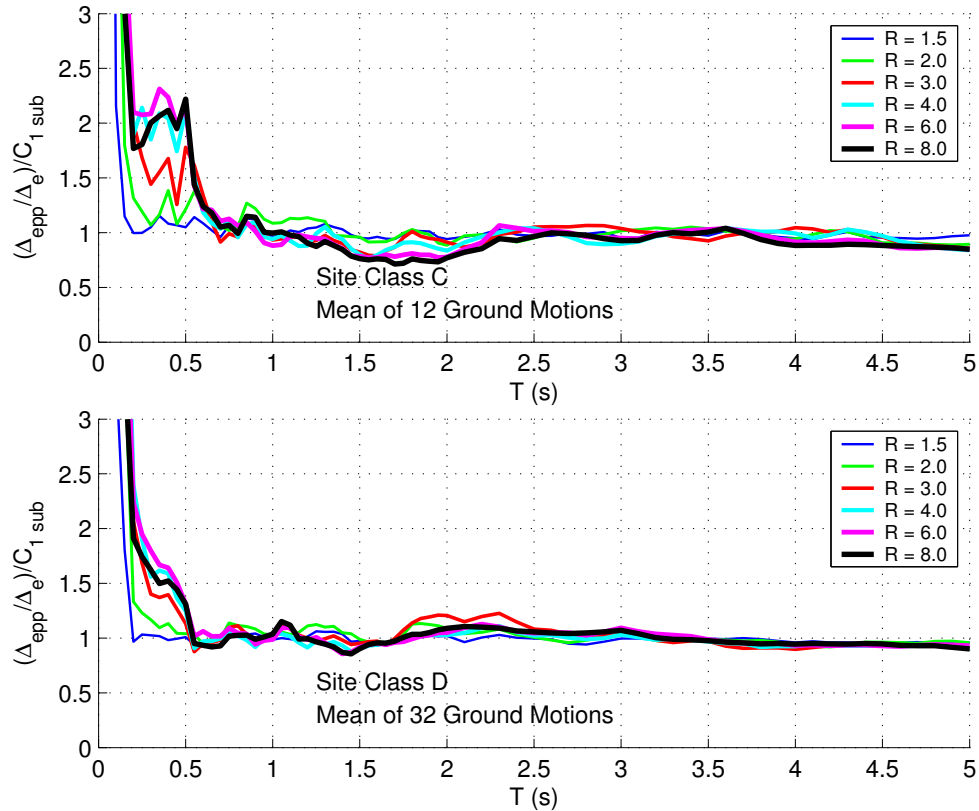 (Δepp/Δe)/C1 sub
3
2.5
2
1.5
1
0.5
0
R = 1.5
R = 2.0
R = 3.0
R = 4.0
R = 6.0
R = 8.0
Site Class C
Mean of 12 Ground Motions
0 0.5 1 1.5 2 2.5 3 3.5 4 4.5 5
T (s)
(Δepp/Δe)/C1 sub
3
2.5
2
1.5
1
0.5
0
R = 1.5
R = 2.0
R = 3.0
R = 4.0
R = 6.0
R = 8.0
Site Class D
Mean of 32 Ground Motions
0 0.5 1 1.5 2 2.5 3 3.5 4 4.5 5
T (s)